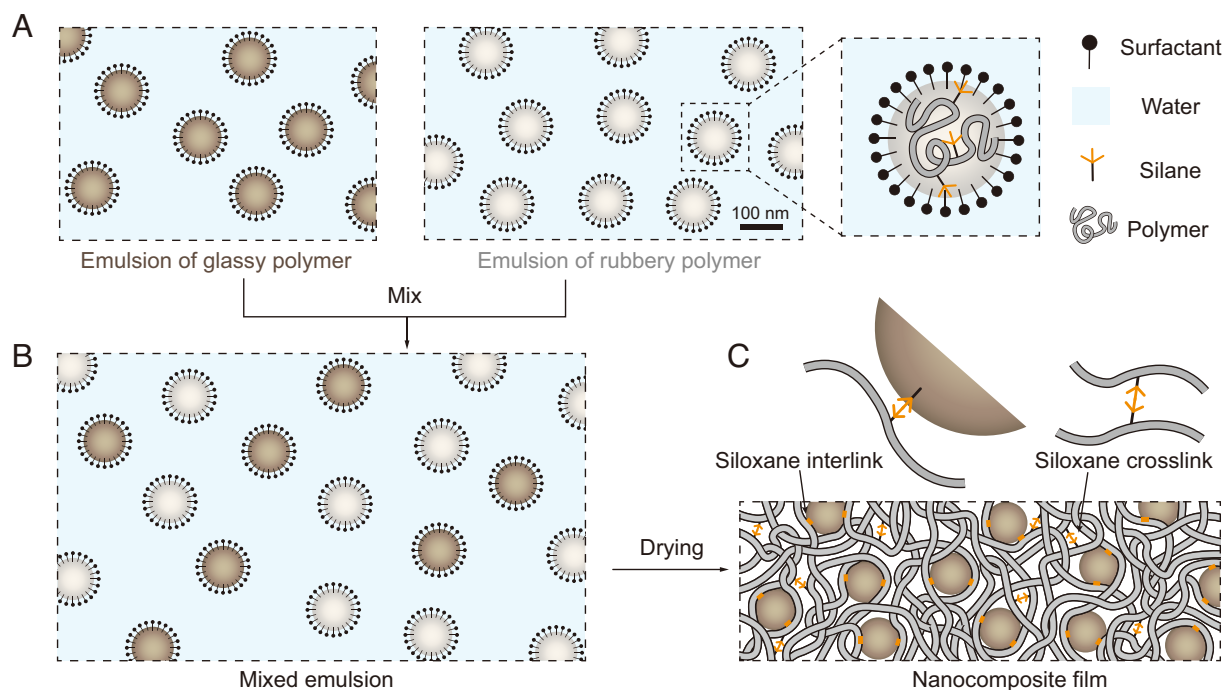 A
Surfactant
Water
Silane
Polymer
100 nm
Emulsion of glassy polymer
Emulsion of rubbery polymer
Mix
B
C
Siloxane interlink
Siloxane crosslink
Drying
Mixed emulsion
Nanocomposite film